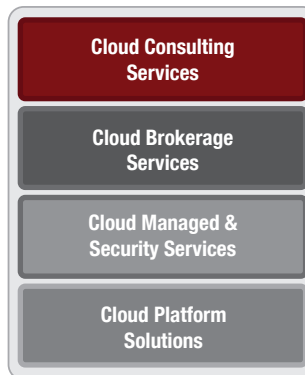 Cloud Consulting
Services
Cloud Brokerage
Services
Cloud Managed &
Security Services
Cloud Platform
Solutions